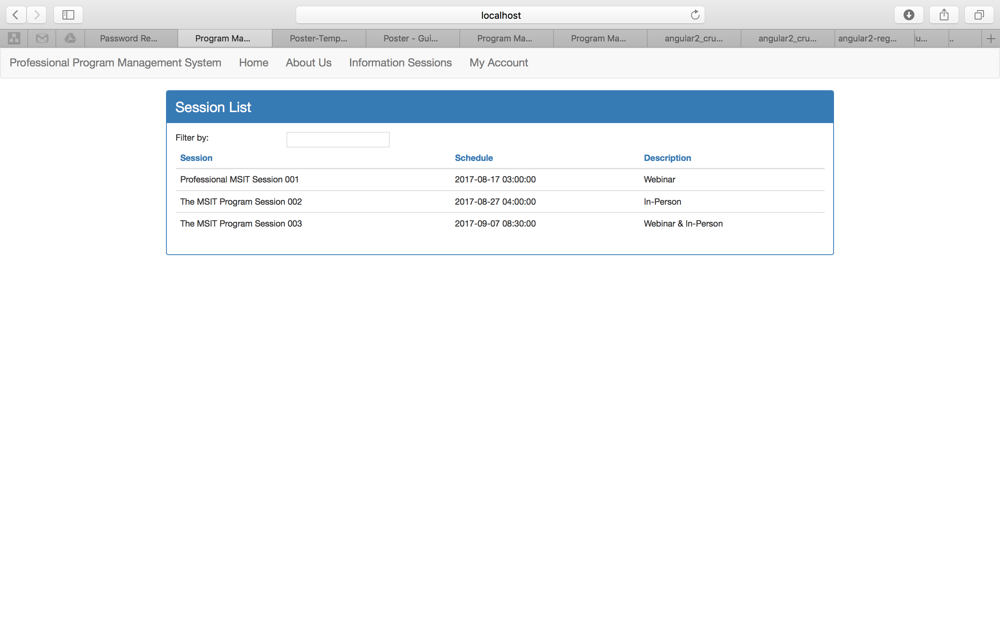 localhost
Password Re... Program Ma... Poster-Temp... Poster - Gui... Program Ma... Program Ma... angular2_cru... angular2_cru... angular2-reg... iu... ..
Professional Program Management System Home About Us Information Sessions My Account
Session List
Filter by:
Session Schedule Description
Professional MSIT Session 001 2017-08-17 03:00:00 Webinar
The MSIT Program Session 002 2017-08-27 04:00:00 In-Person
The MSIT Program Session 003 2017-09-07 08:30:00 Webinar & In-Person